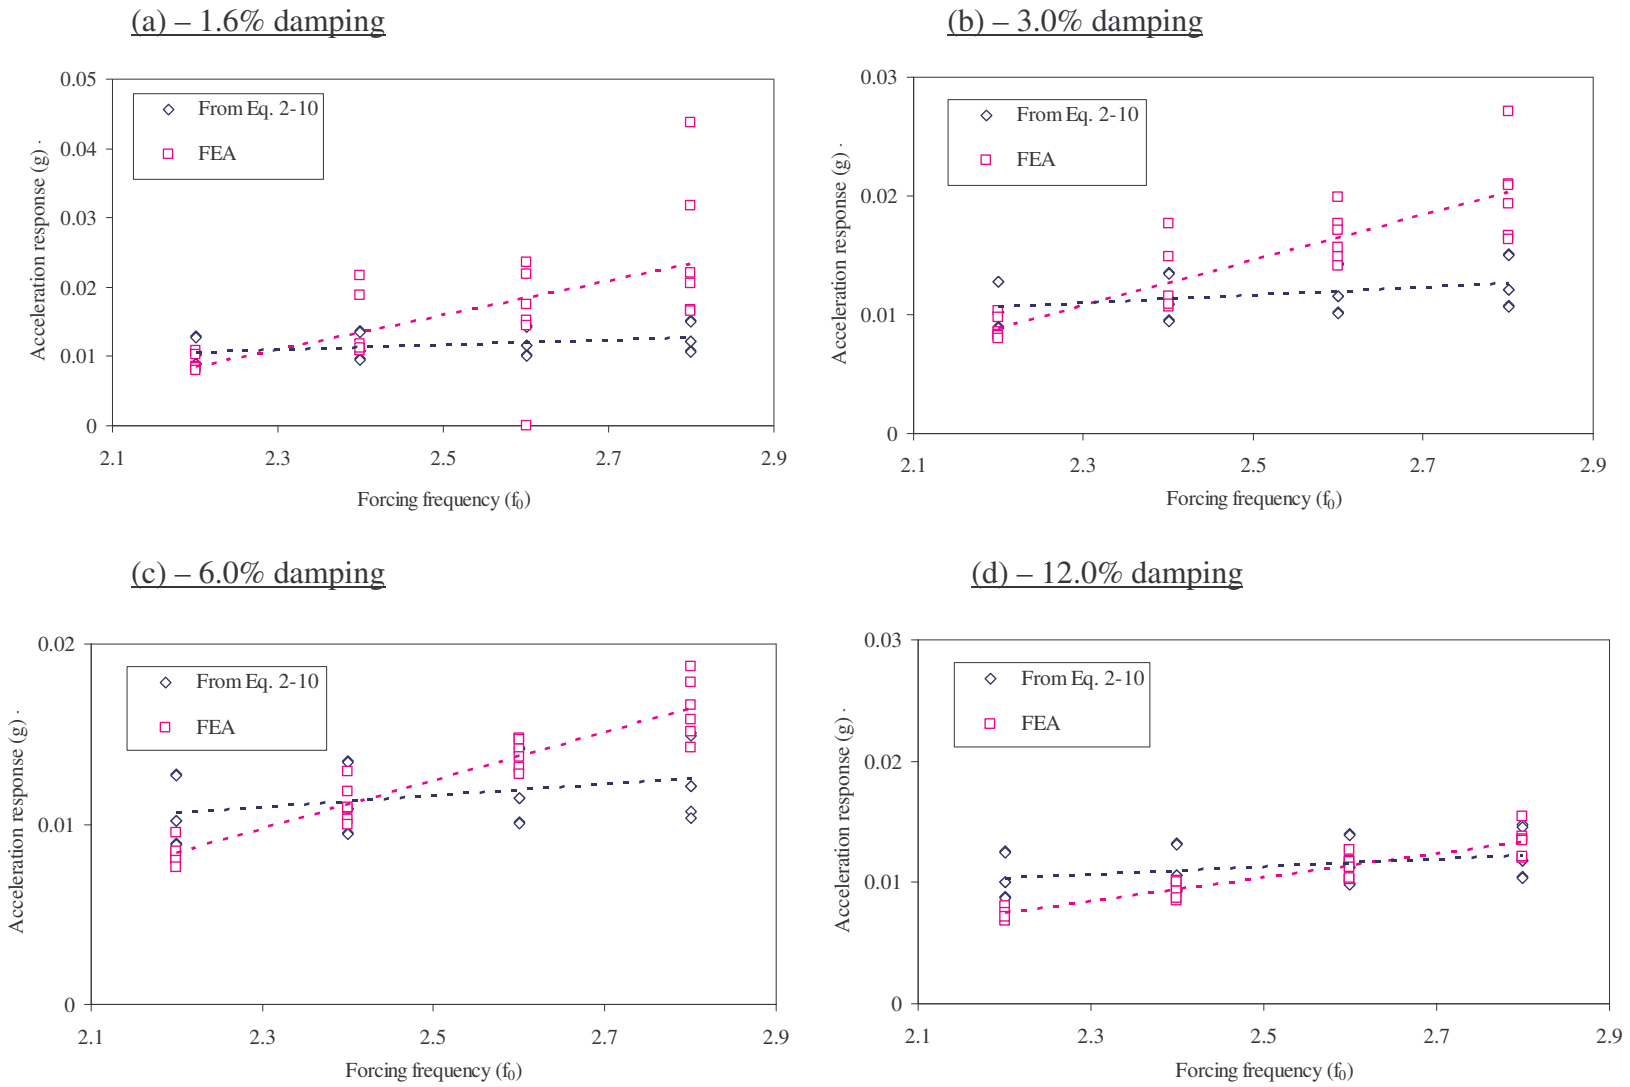 (a) – 1.6% damping
0.05
0.04
0.03
0.02
0.01
0
Acceleration response (g) ·
From Eq. 2-10
FEA
2.1 2.3 2.5 2.7 2.9
Forcing frequency (f₀)
(b) – 3.0% damping
0.03
0.02
0.01
0
Acceleration response (g) ·
From Eq. 2-10
FEA
2.1 2.3 2.5 2.7 2.9
Forcing frequency (f₀)
(c) – 6.0% damping
0.02
0.01
0
Acceleration response (g) ·
From Eq. 2-10
FEA
2.1 2.3 2.5 2.7 2.9
Forcing frequency (f₀)
(d) – 12.0% damping
0.03
0.02
0.01
0
Acceleration response (g) ·
From Eq. 2-10
FEA
2.1 2.3 2.5 2.7 2.9
Forcing frequency (f₀)